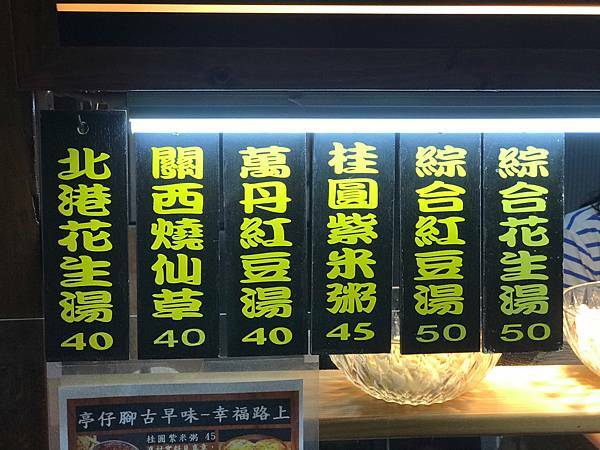 北港花生湯 40
關西燒仙草 40
萬丹紅豆湯 40
桂圓紫米粥 45
綜合紅豆湯 50
綜合花生湯 50
亭仔腳古早味-幸福路上
桂圓紫米粥 45